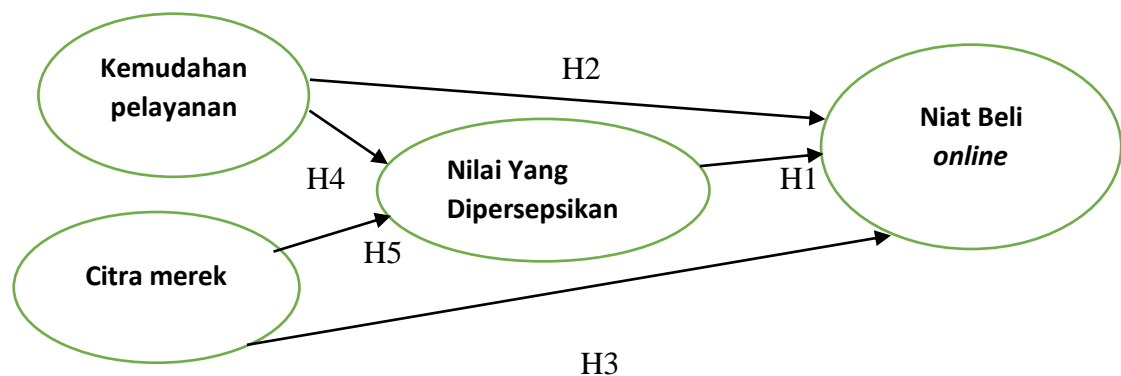 Kemudahan
pelayanan
H2
Niat Beli
online
H4
Nilai Yang
Dipersepsikan
H1
H5
Citra merek
H3